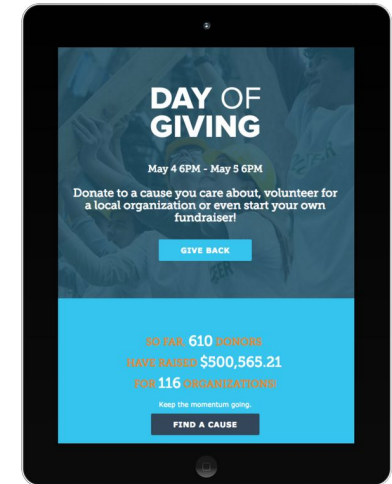 DAY OF
GIVING
May 4 6PM - May 5 6PM
Donate to a cause you care about, volunteer for
a local organization or even start your own
fundraiser!
GIVE BACK
SO FAR, 610 DONORS
HAVE RAISED $500,565.21
FOR 116 ORGANIZATIONS!
Keep the momentum going.
FIND A CAUSE